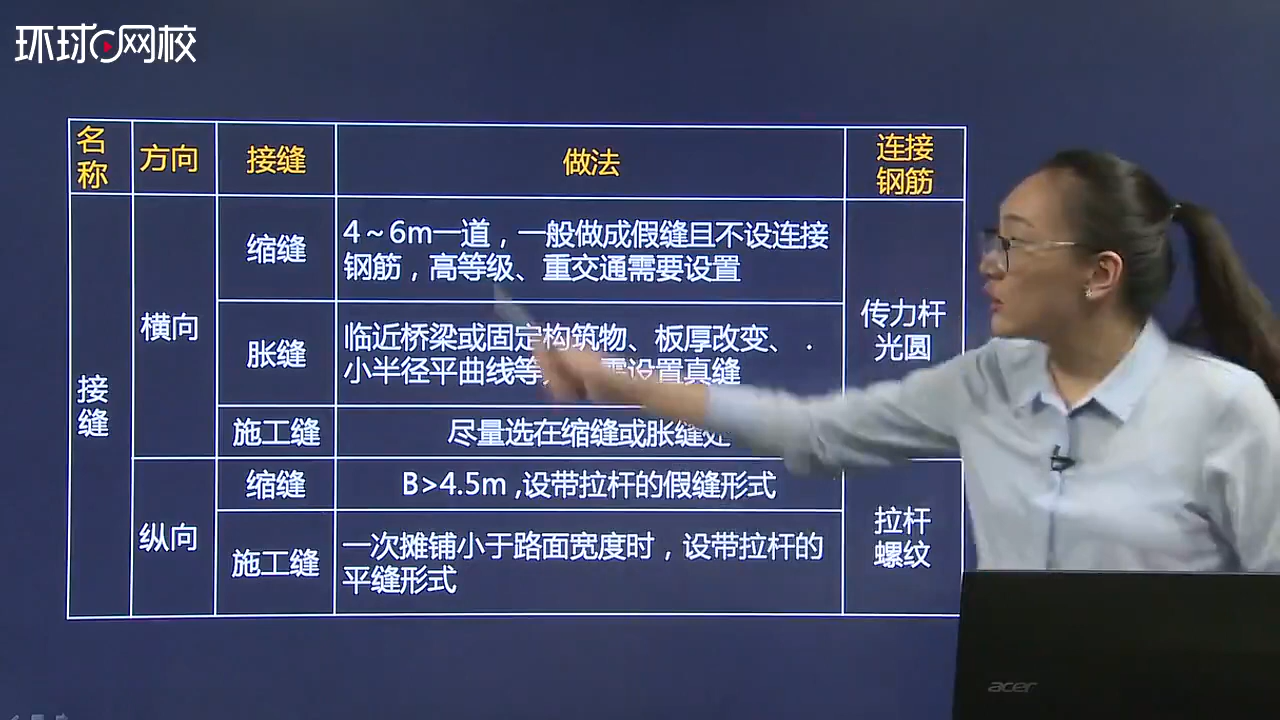 环球网校
名称
方向
接缝
做法
连接
钢筋
接缝
横向
缩缝
4～6m一道，一般做成假缝且不设连接
钢筋，高等级、重交通需要设置
传力杆
光圆
胀缝
临近桥梁或固定构筑物、板厚改变、.
小半径平曲线等 需设置真缝
施工缝
尽量选在缩缝或胀缝处
纵向
缩缝
B>4.5m ,设带拉杆的假缝形式
拉杆
螺纹
施工缝
一次摊铺小于路面宽度时，设带拉杆的
平缝形式
acer